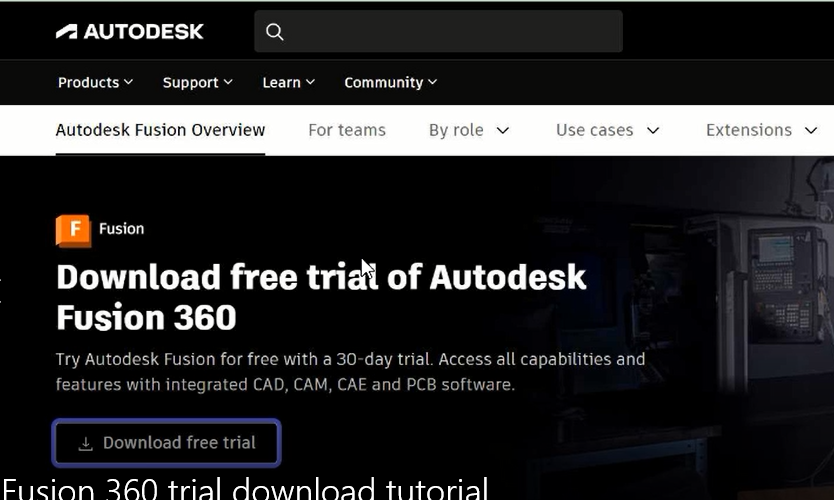 AUTODESK
Products Support Learn Community
Autodesk Fusion Overview For teams By role Use cases Extensions
F Fusion
Download free trial of Autodesk
Fusion 360
Try Autodesk Fusion for free with a 30-day trial. Access all capabilities and
features with integrated CAD, CAM, CAE and PCB software.
Download free trial
Fusion 360 trial download tutorial